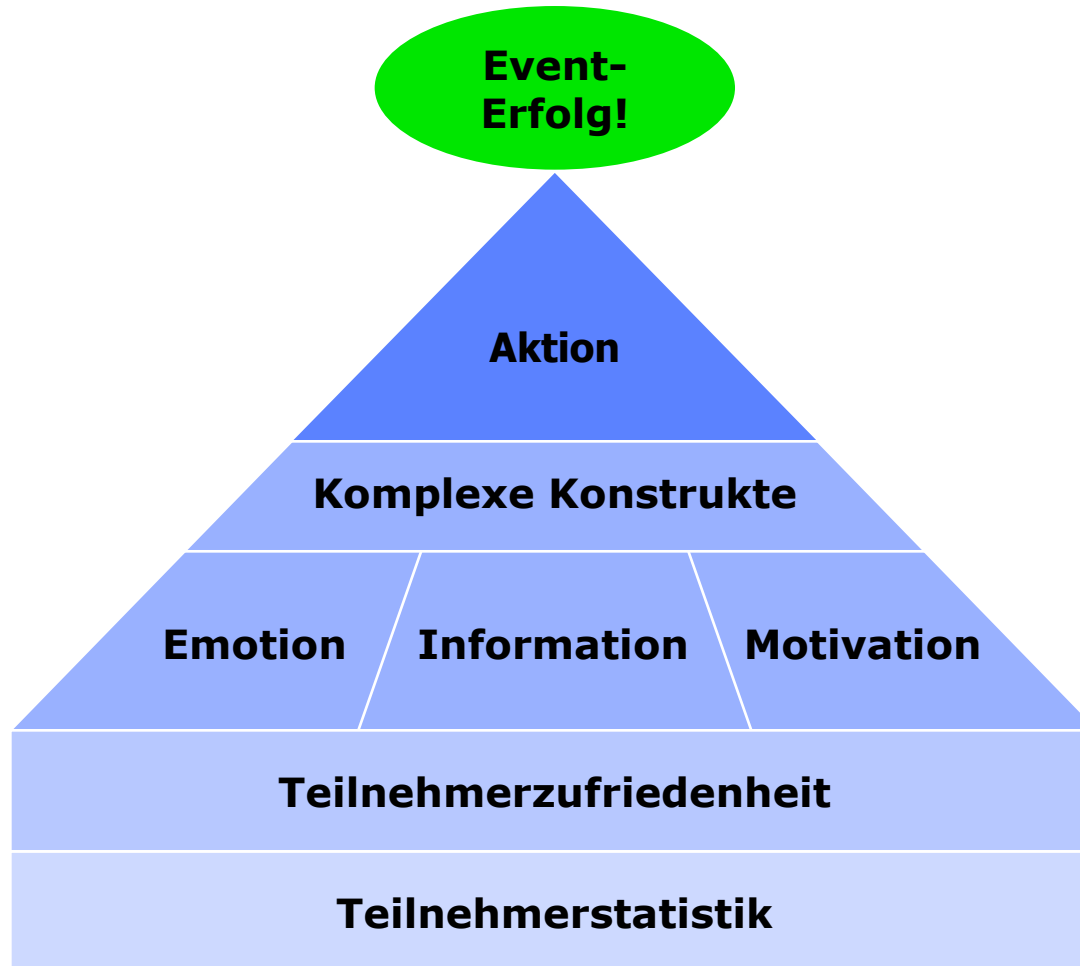 Event-
Erfolg!
Aktion
Komplexe Konstrukte
Emotion Information Motivation
Teilnehmerzufriedenheit
Teilnehmerstatistik